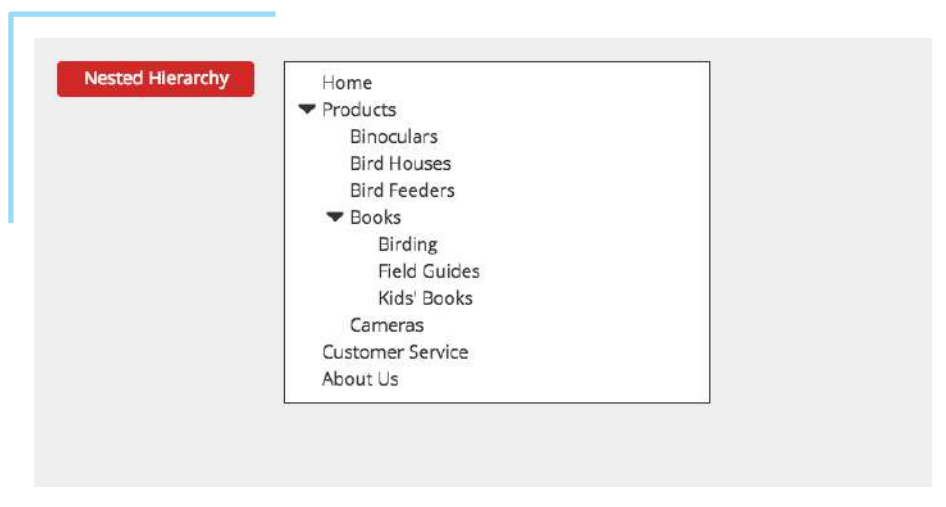 Nested Hierarchy
Home
Products
Binoculars
Bird Houses
Bird Feeders
Books
Birding
Field Guides
Kids' Books
Cameras
Customer Service
About Us